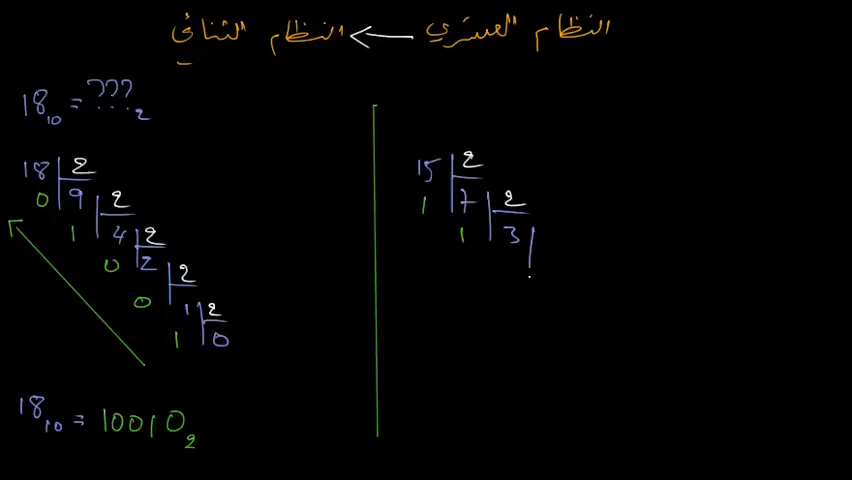 النظام العشري ← النظام الثنائي
18₁₀ = ???₂
18 | 2
0 | 9 | 2
1 | 4 | 2
0 | 2 | 2
0 | 1 | 2
1 | 0
18₁₀ = 10010₂
15 | 2
1 | 7 | 2
1 | 3 |